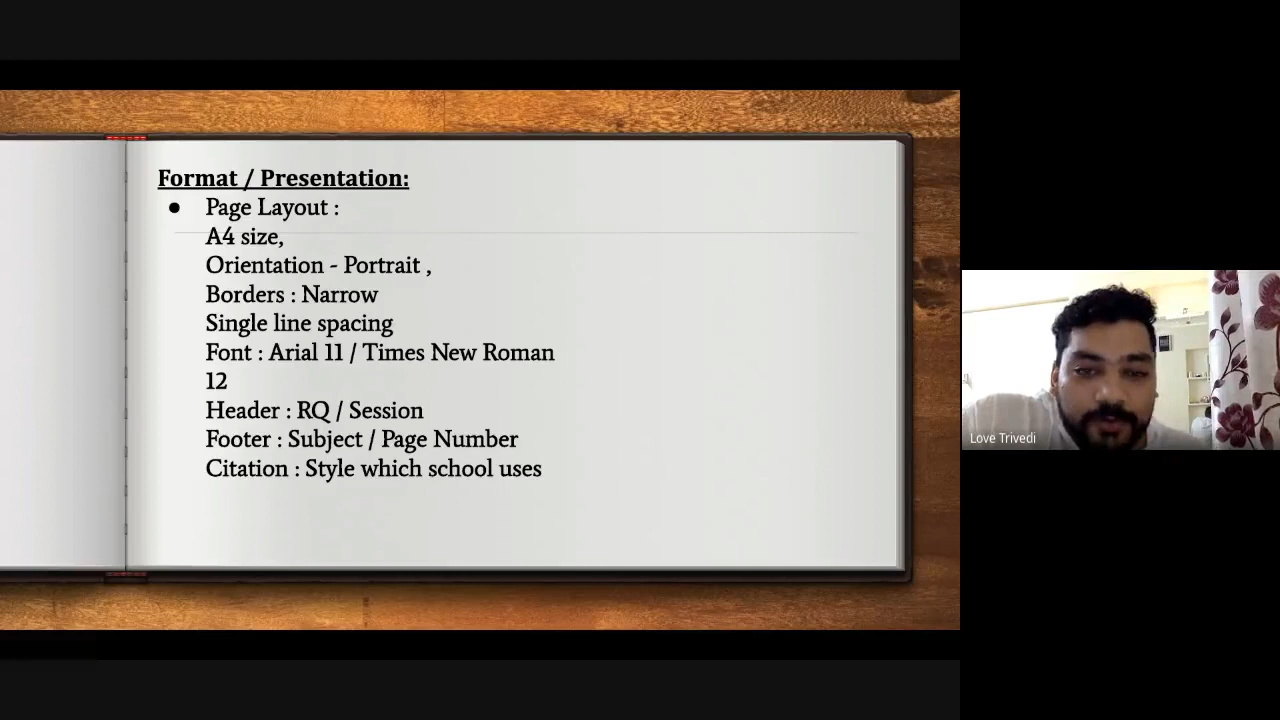 Format / Presentation:
● Page Layout :
A4 size,
Orientation - Portrait ,
Borders : Narrow
Single line spacing
Font : Arial 11 / Times New Roman
12
Header : RQ / Session
Footer : Subject / Page Number
Citation : Style which school uses
Love Trivedi